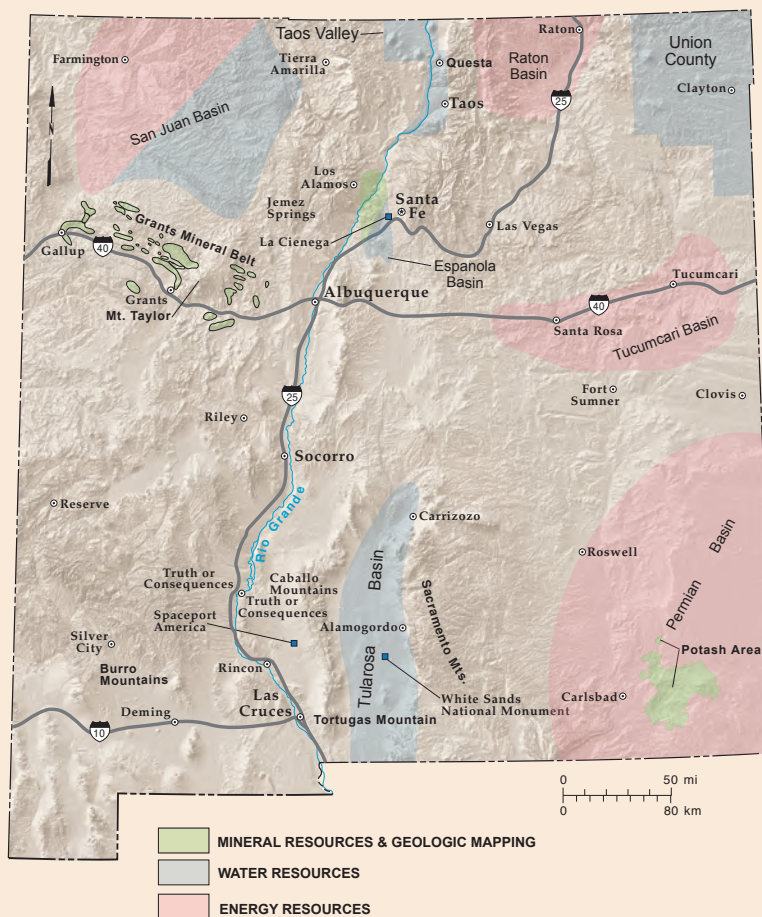 Taos Valley
Raton
Union
County
Farmington
Tierra
Amarilla
Questa
Raton
Basin
Clayton
Taos
25
San Juan Basin
Los
Alamos
Jemez
Springs
Santa
Fe
Las Vegas
La Cienega
Grants Mineral Belt
Gallup
40
Espanola
Basin
Tucumcari
Grants
Mt. Taylor
Albuquerque
40
Santa Rosa
Tucumcari Basin
Fort
Sumner
Clovis
25
Riley
Socorro
Reserve
Rio Grande
Carrizozo
Roswell
Permian Basin
Truth or
Consequences
Caballo
Mountains
Truth or
Consequences
Tularosa Basin
Sacramento Mts.
Spaceport
America
Alamogordo
Silver
City
Potash Area
Burro
Mountains
Rincon
White Sands
National Monument
Carlsbad
Las
Cruces
Deming
Tortugas Mountain
10
0 50 mi
0 80 km
MINERAL RESOURCES & GEOLOGIC MAPPING
WATER RESOURCES
ENERGY RESOURCES